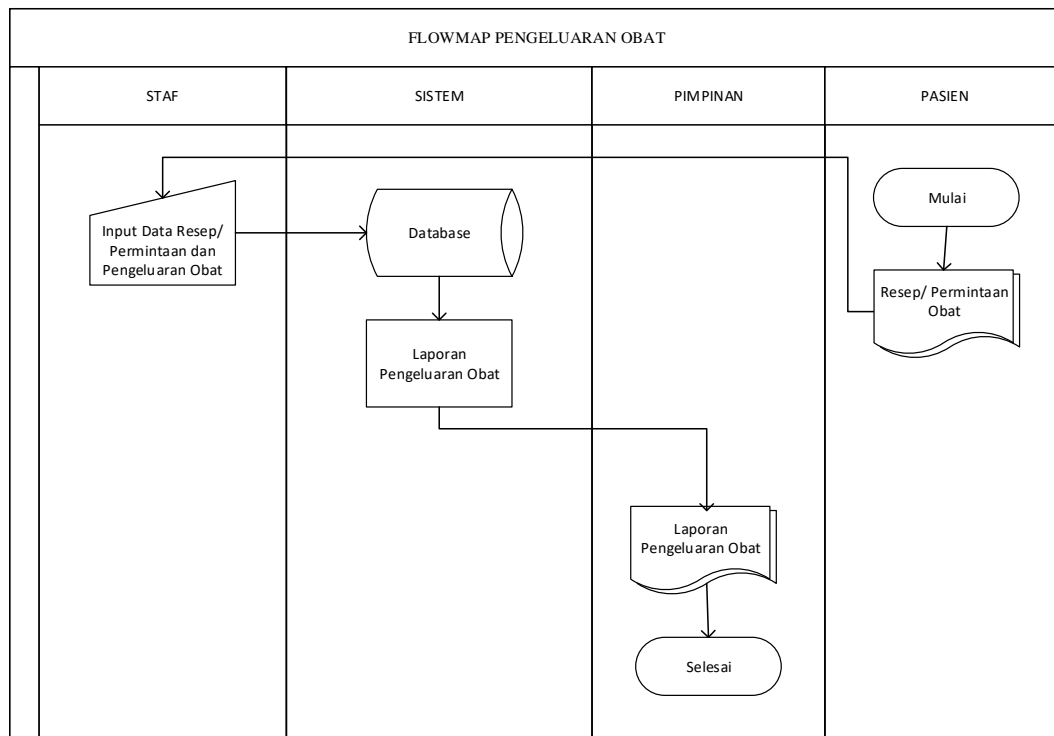 FLOWMAP PENGELUARAN OBAT
STAF
SISTEM
PIMPINAN
PASIEN
Mulai
Resep/ Permintaan
Obat
Input Data Resep/
Permintaan dan
Pengeluaran Obat
Database
Laporan
Pengeluaran Obat
Laporan
Pengeluaran Obat
Selesai